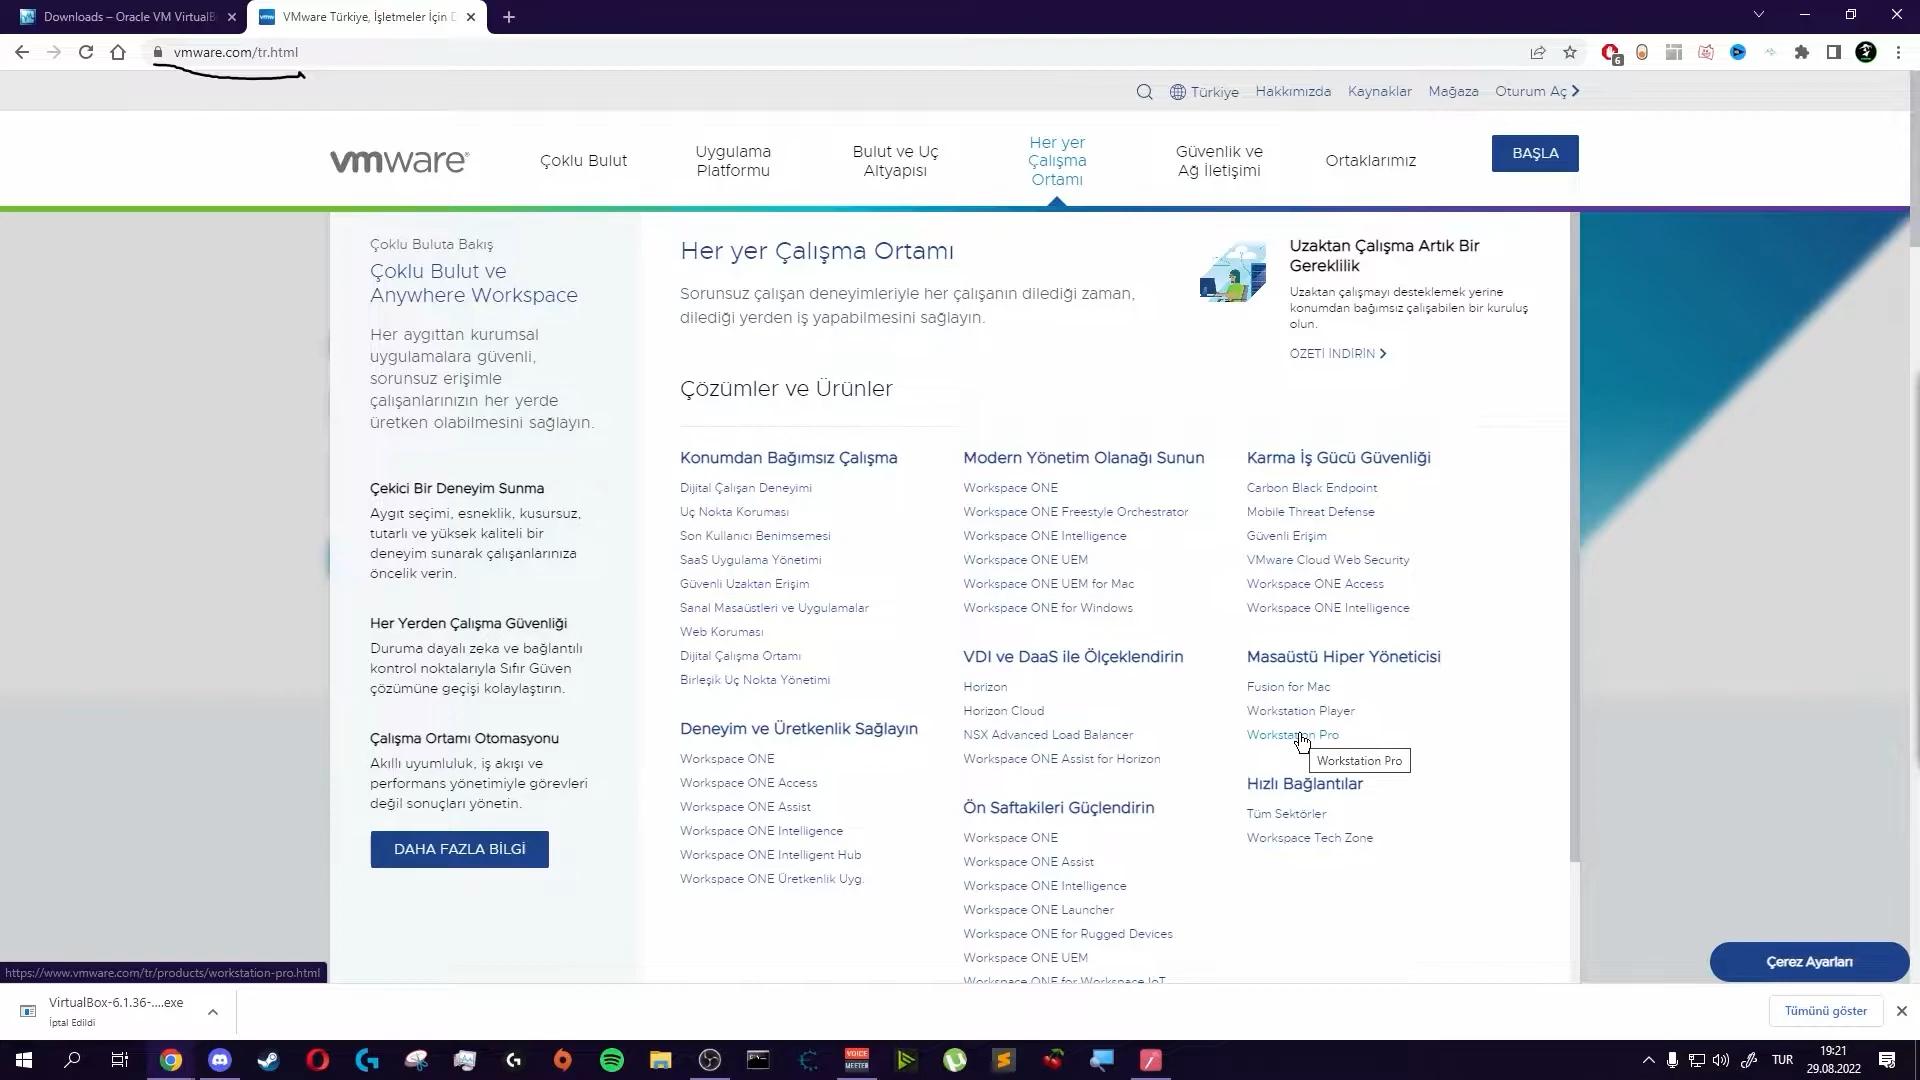 Downloads – Oracle VM VirtualB
VMware Türkiye, İşletmeler İçin D
vmware.com/tr.html
6
Türkiye
Hakkımızda
Kaynaklar
Mağaza
Oturum Aç
vmware®
Çoklu Bulut
Uygulama
Platformu
Bulut ve Uç
Altyapısı
Her yer
Çalışma
Ortamı
Güvenlik ve
Ağ İletişimi
Ortaklarımız
BAŞLA
Çoklu Buluta Bakış
Çoklu Bulut ve
Anywhere Workspace
Her aygıttan kurumsal
uygulamalara güvenli,
sorunsuz erişimle
çalışanlarınızın her yerde
üretken olabilmesini sağlayın.
Çekici Bir Deneyim Sunma
Aygıt seçimi, esneklik, kusursuz,
tutarlı ve yüksek kaliteli bir
deneyim sunarak çalışanlarınıza
öncelik verin.
Her Yerden Çalışma Güvenliği
Duruma dayalı zeka ve bağlantılı
kontrol noktalarıyla Sıfır Güven
çözümüne geçişi kolaylaştırın.
Çalışma Ortamı Otomasyonu
Akıllı uyumluluk, iş akışı ve
performans yönetimiyle görevleri
değil sonuçları yönetin.
DAHA FAZLA BİLGİ
Her yer Çalışma Ortamı
Sorunsuz çalışan deneyimleriyle her çalışanın dilediği zaman,
dilediği yerden iş yapabilmesini sağlayın.
Uzaktan Çalışma Artık Bir
Gereklilik
Uzaktan çalışmayı desteklemek yerine
konumdan bağımsız çalışabilen bir kuruluş
olun.
ÖZETİ İNDİRİN
Çözümler ve Ürünler
Konumdan Bağımsız Çalışma
Dijital Çalışan Deneyimi
Uç Nokta Koruması
Son Kullanıcı Benimsemesi
SaaS Uygulama Yönetimi
Güvenli Uzaktan Erişim
Sanal Masaüstleri ve Uygulamalar
Web Koruması
Dijital Çalışma Ortamı
Birleşik Uç Nokta Yönetimi
Deneyim ve Üretkenlik Sağlayın
Workspace ONE
Workspace ONE Access
Workspace ONE Assist
Workspace ONE Intelligence
Workspace ONE Intelligent Hub
Workspace ONE Üretkenlik Uyg.
Modern Yönetim Olanağı Sunun
Workspace ONE
Workspace ONE Freestyle Orchestrator
Workspace ONE Intelligence
Workspace ONE UEM
Workspace ONE UEM for Mac
Workspace ONE for Windows
VDI ve DaaS ile Ölçeklendirin
Horizon
Horizon Cloud
NSX Advanced Load Balancer
Workspace ONE Assist for Horizon
Ön Saftakileri Güçlendirin
Workspace ONE
Workspace ONE Assist
Workspace ONE Intelligence
Workspace ONE Launcher
Workspace ONE for Rugged Devices
Workspace ONE UEM
Workspace ONE for Workspace IoT
Karma İş Gücü Güvenliği
Carbon Black Endpoint
Mobile Threat Defense
Güvenli Erişim
VMware Cloud Web Security
Workspace ONE Access
Workspace ONE Intelligence
Masaüstü Hiper Yöneticisi
Fusion for Mac
Workstation Player
Workstation Pro
Workstation Pro
Hızlı Bağlantılar
Tüm Sektörler
Workspace Tech Zone
Çerez Ayarları
https://www.vmware.com/tr/products/workstation-pro.html
VirtualBox-6.1.36-....exe
İptal Edildi
Tümünü göster
VOICE
MEETER
TUR
19:21
29.08.2022